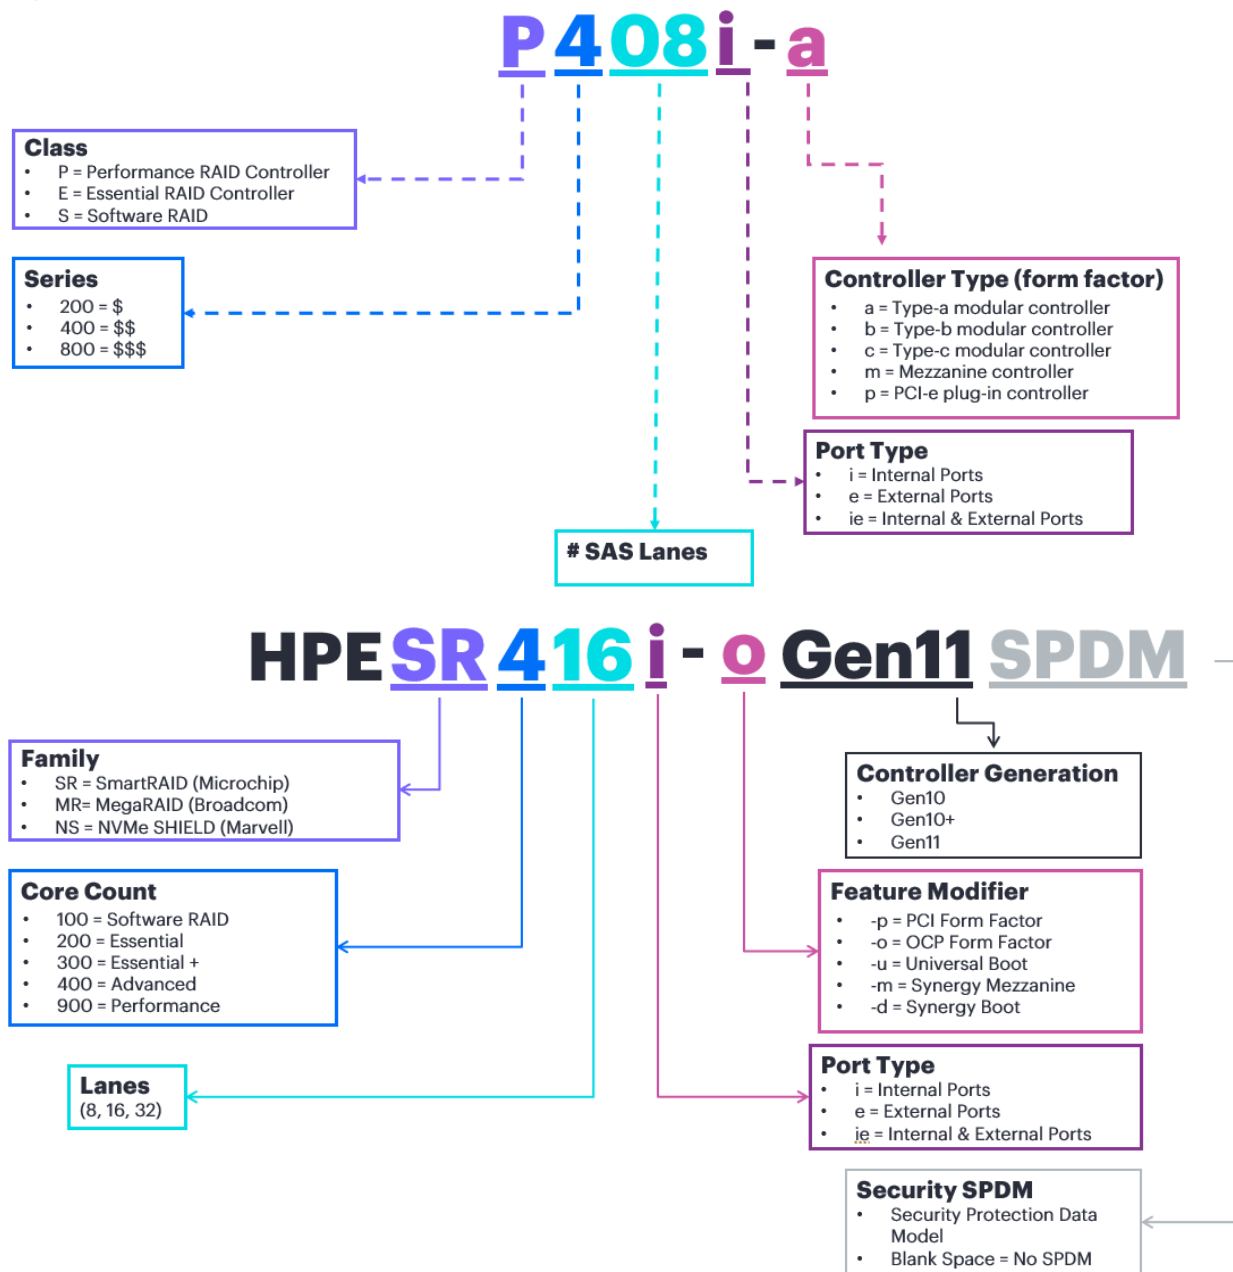 P408i-a
Class
• P = Performance RAID Controller
• E = Essential RAID Controller
• S = Software RAID
Series
• 200 = $
• 400 = $$
• 800 = $$$
Controller Type (form factor)
• a = Type-a modular controller
• b = Type-b modular controller
• c = Type-c modular controller
• m = Mezzanine controller
• p = PCI-e plug-in controller
Port Type
• i = Internal Ports
• e = External Ports
• ie = Internal & External Ports
# SAS Lanes
HPE SR 416i-o Gen11 SPDM
Family
• SR = SmartRAID (Microchip)
• MR= MegaRAID (Broadcom)
• NS = NVMe SHIELD (Marvell)
Controller Generation
• Gen10
• Gen10+
• Gen11
Core Count
• 100 = Software RAID
• 200 = Essential
• 300 = Essential +
• 400 = Advanced
• 900 = Performance
Feature Modifier
• -p = PCI Form Factor
• -o = OCP Form Factor
• -u = Universal Boot
• -m = Synergy Mezzanine
• -d = Synergy Boot
Lanes
(8, 16, 32)
Port Type
• i = Internal Ports
• e = External Ports
• ie = Internal & External Ports
Security SPDM
• Security Protection Data
Model
• Blank Space = No SPDM